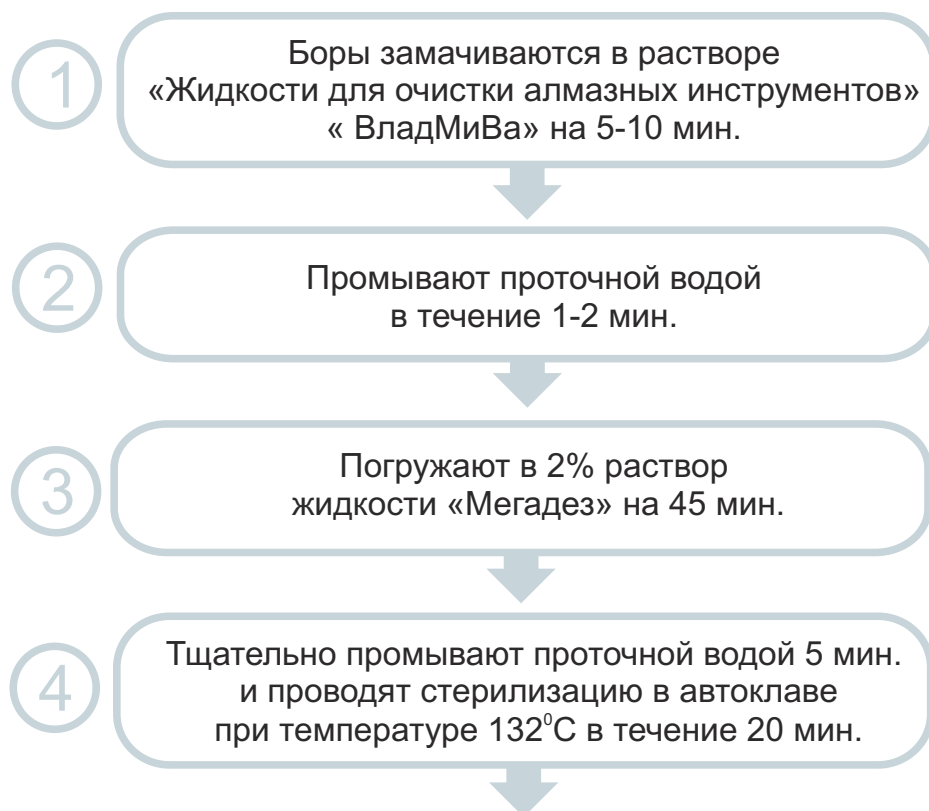 1
Боры замачиваются в растворе
«Жидкости для очистки алмазных инструментов»
« ВладМиВа» на 5-10 мин.
2
Промывают проточной водой
в течение 1-2 мин.
3
Погружают в 2% раствор
жидкости «Мегадез» на 45 мин.
4
Тщательно промывают проточной водой 5 мин.
и проводят стерилизацию в автоклаве
при температуре 132⁰С в течение 20 мин.